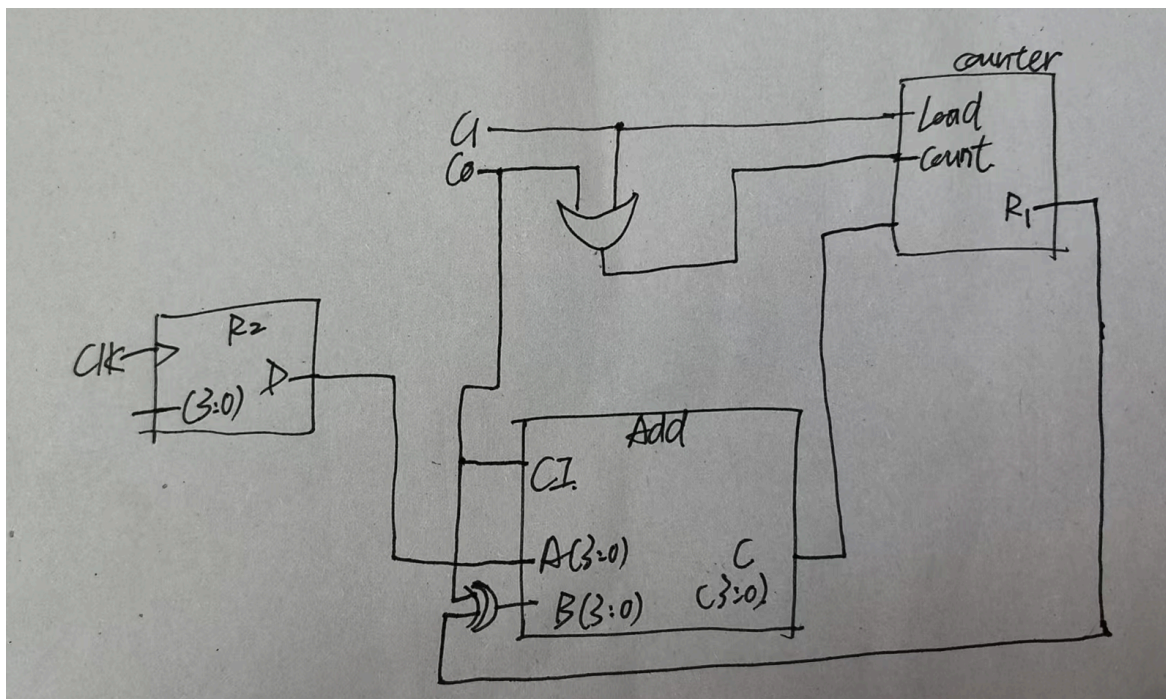 counter
C1
Load
C0
Count
R1
R2
Clk
D
(3:0)
Add
CI
A(3:0)
C
(3:0)
B(3:0)